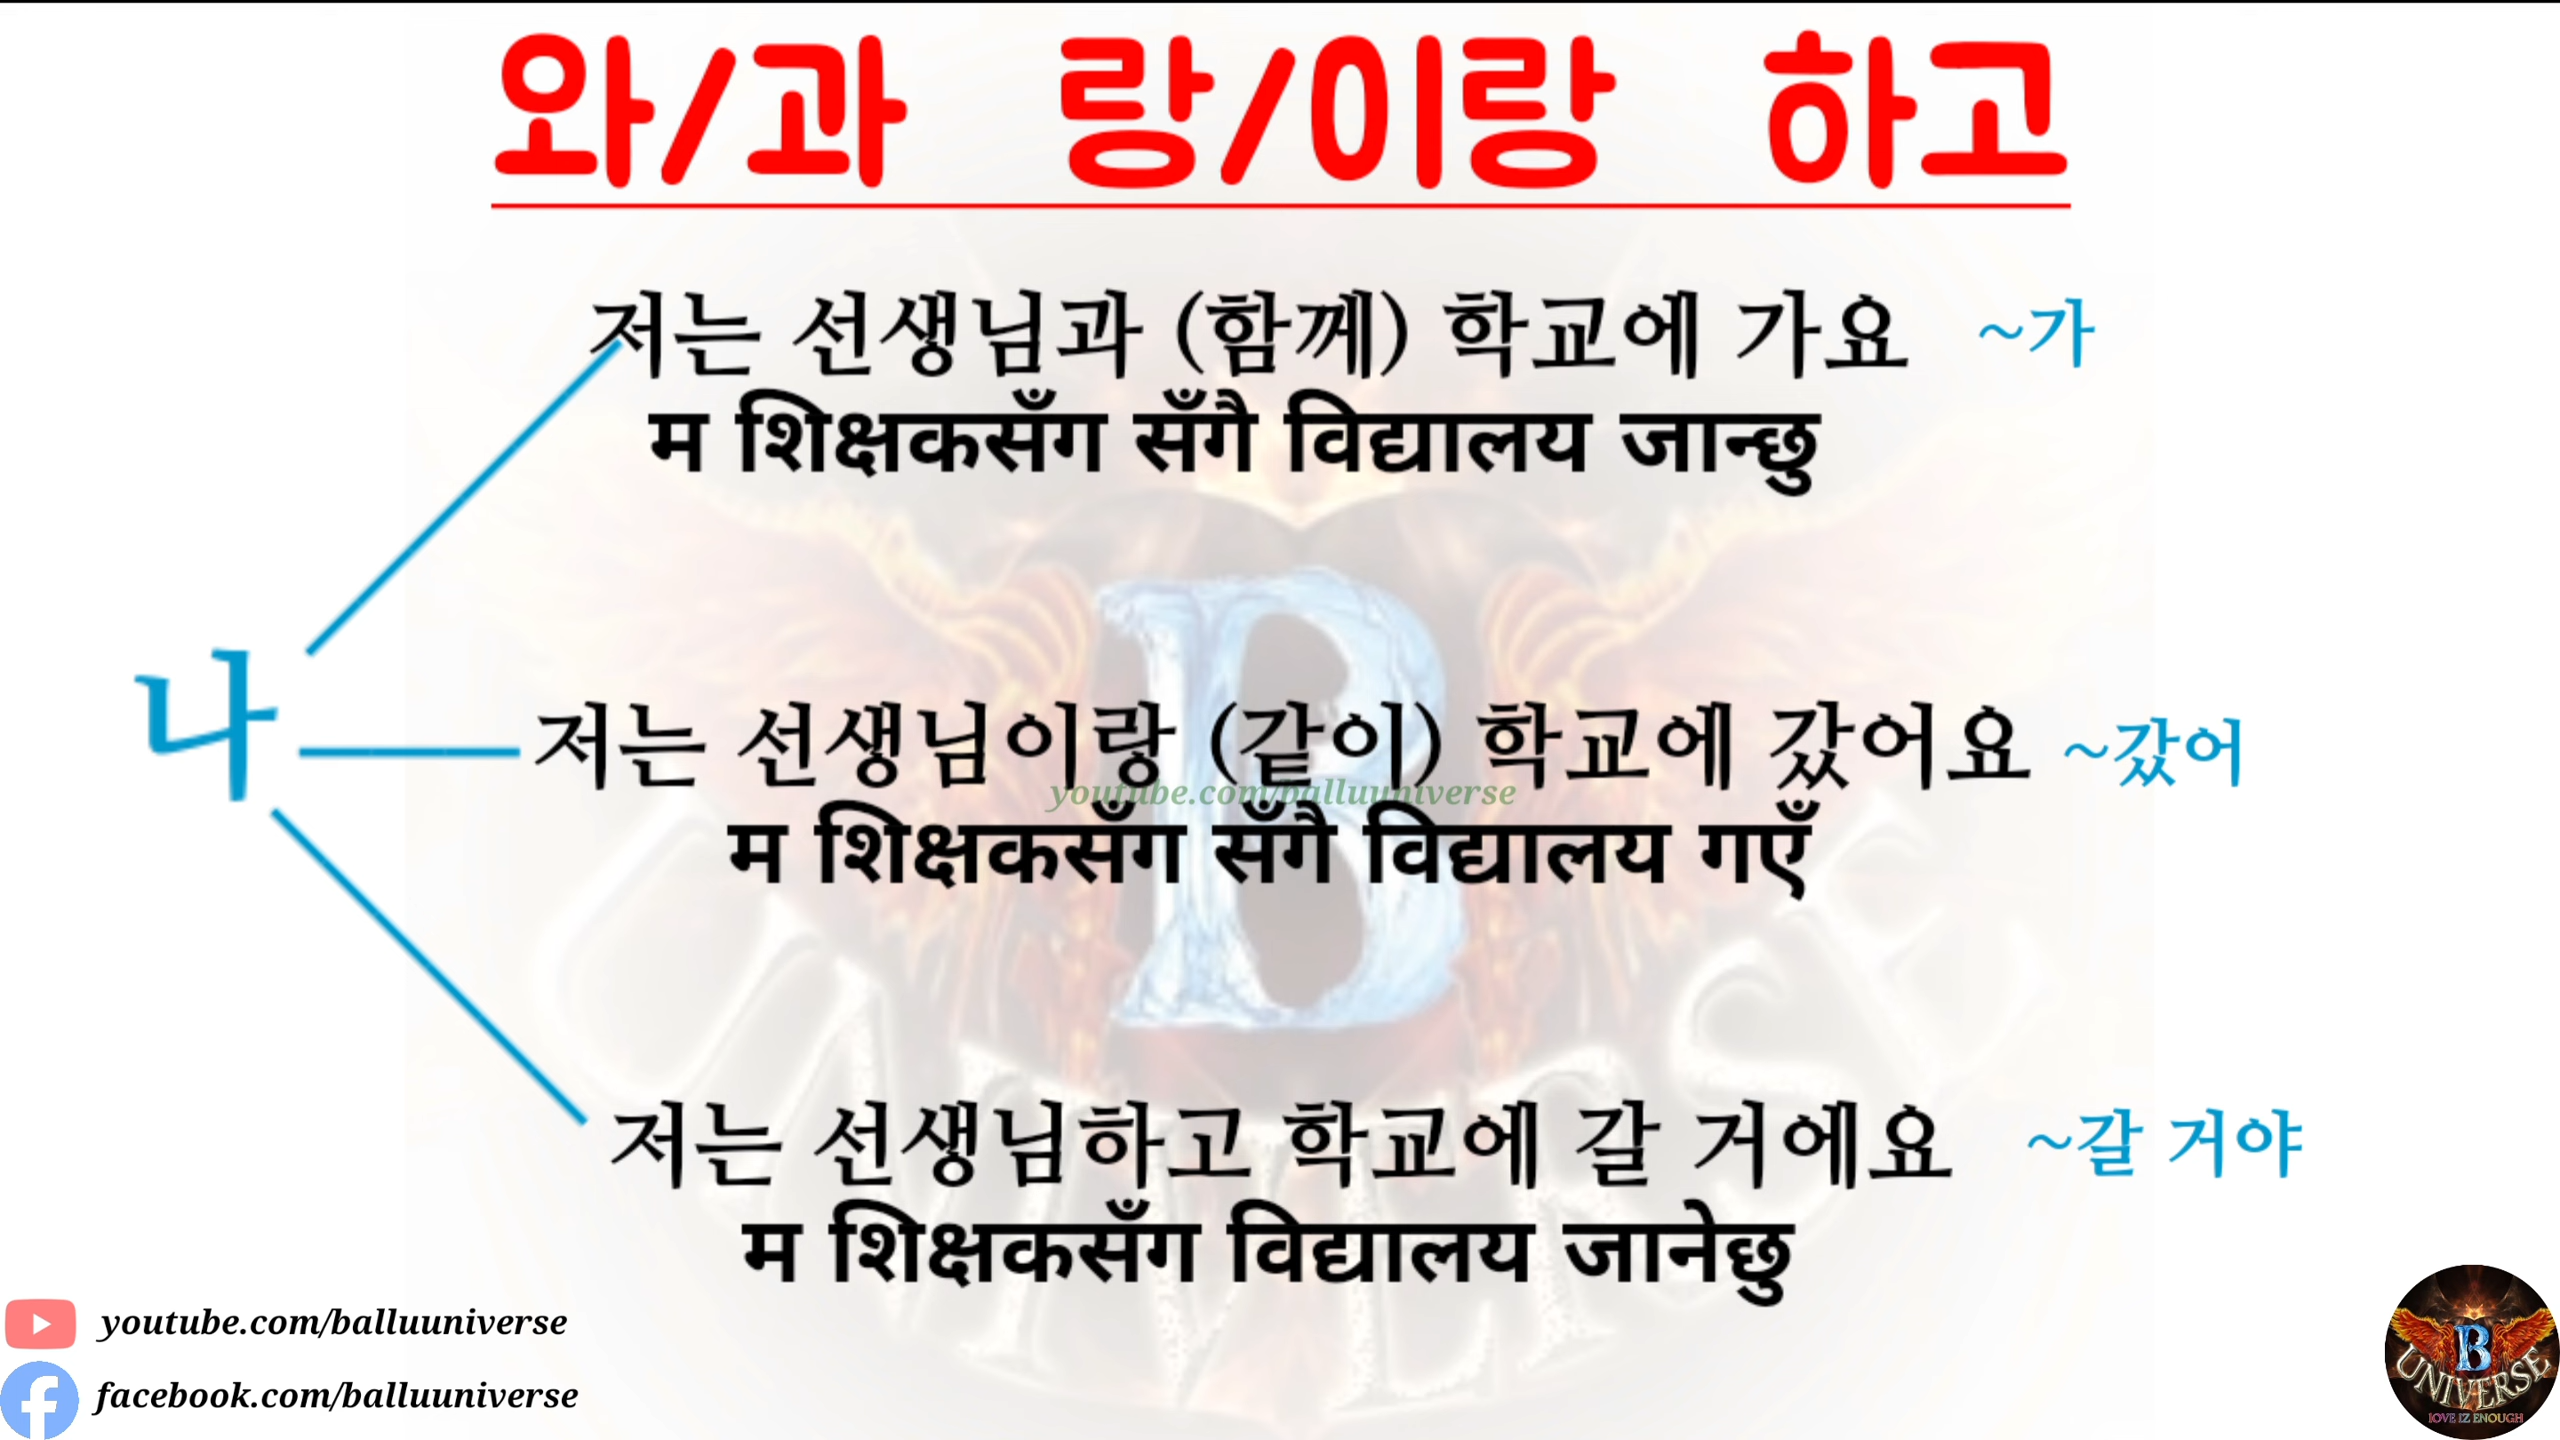 와/과 랑/이랑 하고
저는 선생님과 (함께) 학교에 가요 ~가
म शिक्षकसँग सँगै विद्यालय जान्छु
나
저는 선생님이랑 (같이) 학교에 갔어요 ~갔어
youtube.com/balluuniverse
म शिक्षकसँग सँगै विद्यालय गएँ
저는 선생님하고 학교에 갈 거에요 ~갈 거야
म शिक्षकसँग विद्यालय जानेछु
youtube.com/balluuniverse
facebook.com/balluuniverse
B
UNIVERSE
LOVE IZ ENOUGH